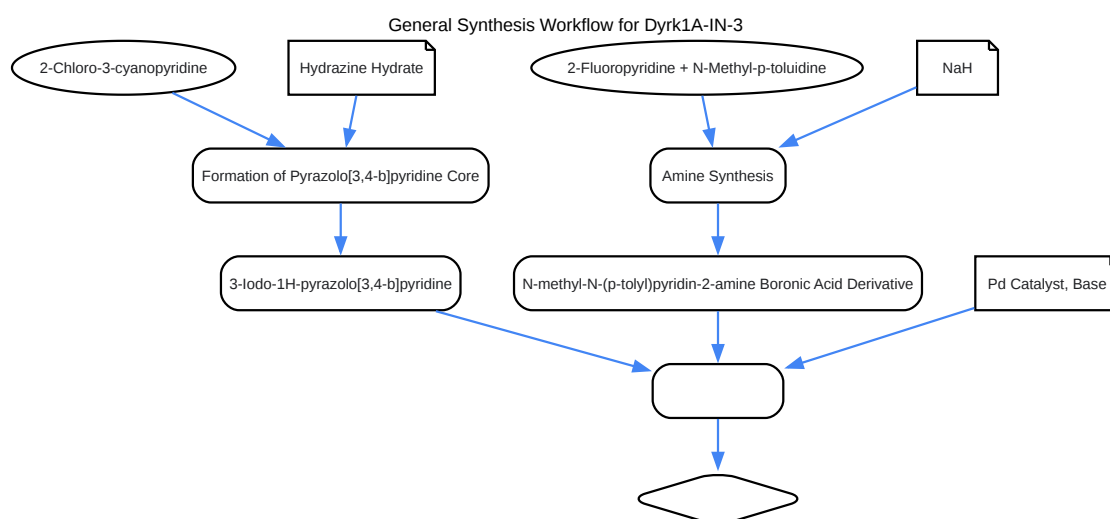 General Synthesis Workflow for Dyrk1A-IN-3
2-Chloro-3-cyanopyridine
Hydrazine Hydrate
2-Fluoropyridine + N-Methyl-p-toluidine
NaH
Formation of Pyrazolo[3,4-b]pyridine Core
Amine Synthesis
3-Iodo-1H-pyrazolo[3,4-b]pyridine
N-methyl-N-(p-tolyl)pyridin-2-amine Boronic Acid Derivative
Pd Catalyst, Base